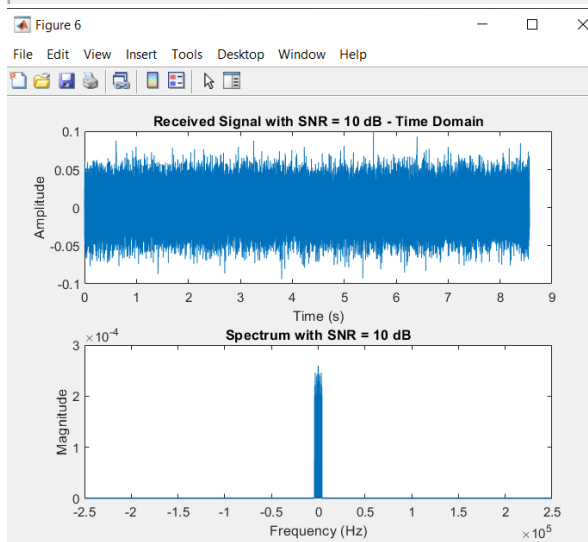 Figure 6
File Edit View Insert Tools Desktop Window Help
Received Signal with SNR = 10 dB - Time Domain
0.1
0.05
0
-0.05
-0.1
Amplitude
0 1 2 3 4 5 6 7 8 9
Time (s)
×10⁻⁴
Spectrum with SNR = 10 dB
3
2
1
0
Magnitude
-2.5 -2 -1.5 -1 -0.5 0 0.5 1 1.5 2 2.5
Frequency (Hz)
×10⁵